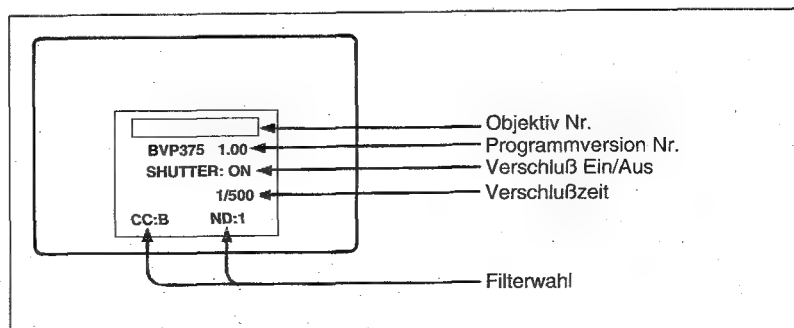 Objektiv Nr.
BVP375 1.00 Programmversion Nr.
SHUTTER: ON Verschluß Ein/Aus
1/500 Verschlußzeit
CC:B ND:1
Filterwahl